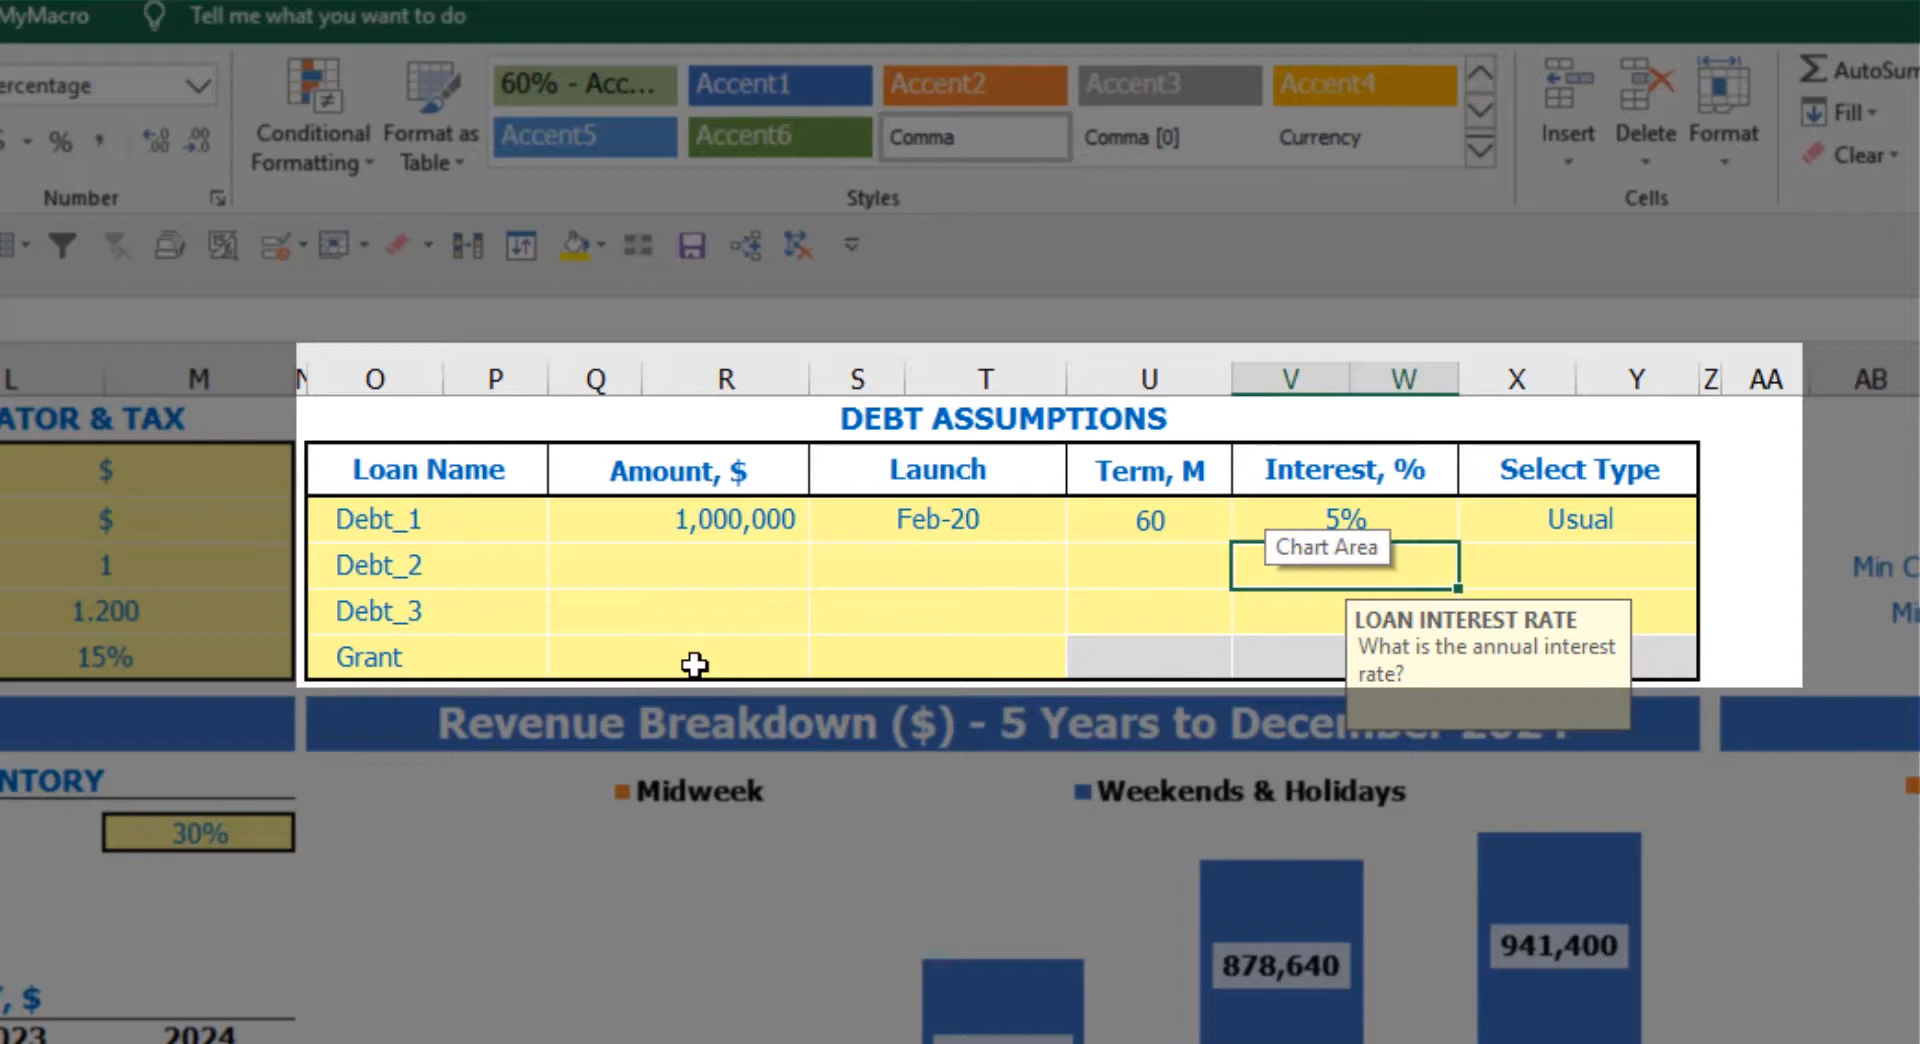 MyMacro Tell me what you want to do
ercentage
60% - Acc... Accent1 Accent2 Accent3 Accent4
Accent5 Accent6 Comma Comma [0] Currency
Conditional Formatting
Format as Table
Insert Delete Format
AutoSum
Fill
Clear
Number Styles Cells
L M N O P Q R S T U V W X Y Z AA AB
ATOR & TAX
$
$
1
1.200
15%
DEBT ASSUMPTIONS
Loan Name Amount, $ Launch Term, M Interest, % Select Type
Debt_1 1,000,000 Feb-20 60 5% Usual
Chart Area
Debt_2
Debt_3
Grant
LOAN INTEREST RATE
What is the annual interest
rate?
Min C
Mi
Revenue Breakdown ($) - 5 Years to December 2024
NTORY
30%
Midweek Weekends & Holidays
878,640
941,400
, $
023 2024